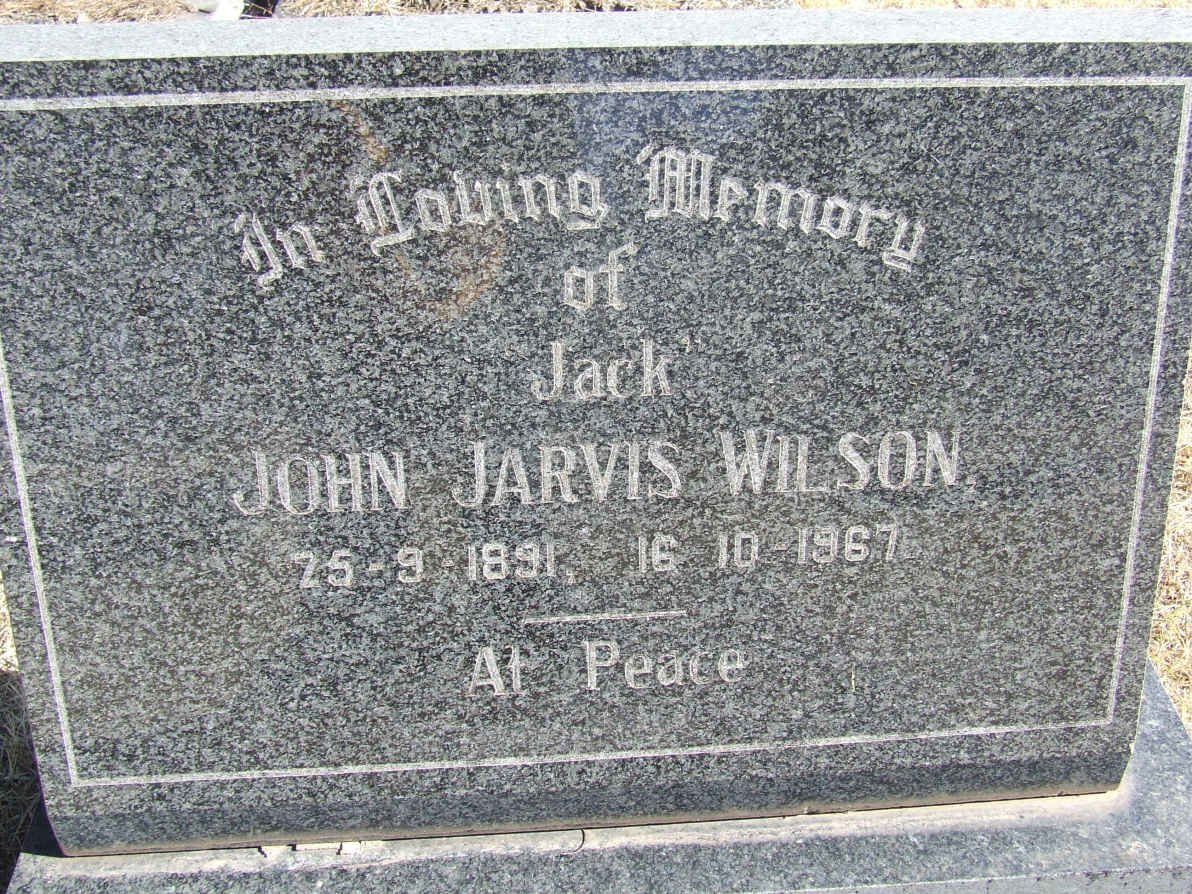 In Loving Memory
of
"Jack"
JOHN JARVIS WILSON.
25-9-1891. 16-10-1967
At Peace